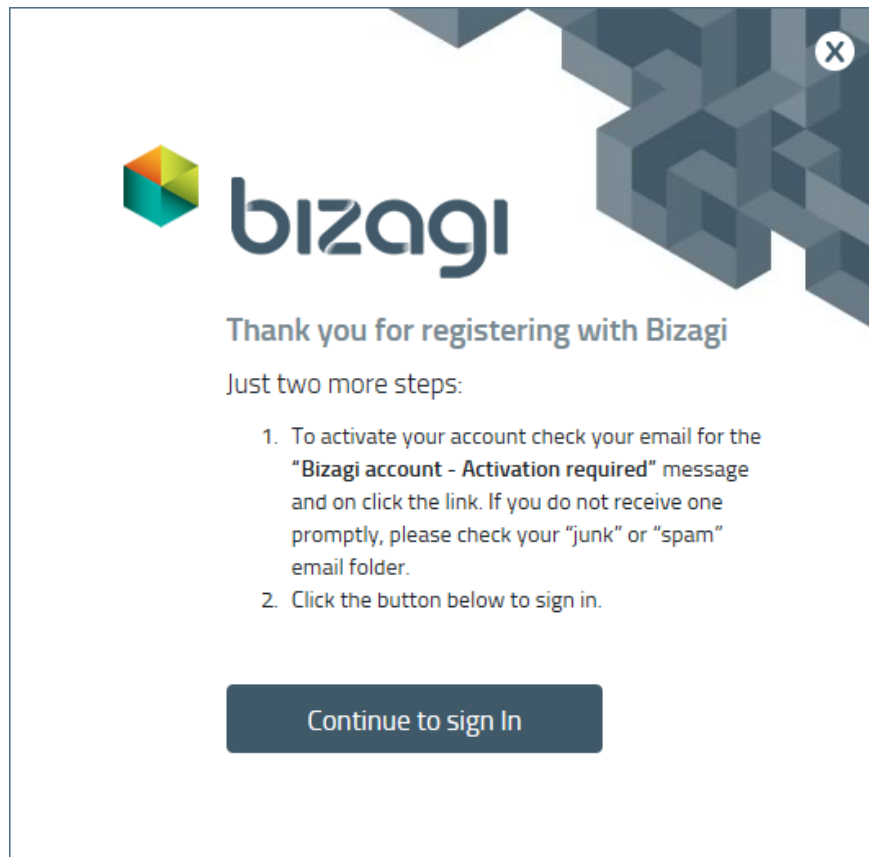 bizagi
Thank you for registering with Bizagi
Just two more steps:
1. To activate your account check your email for the
“Bizagi account - Activation required” message
and on click the link. If you do not receive one
promptly, please check your “junk” or “spam”
email folder.
2. Click the button below to sign in.
Continue to sign In